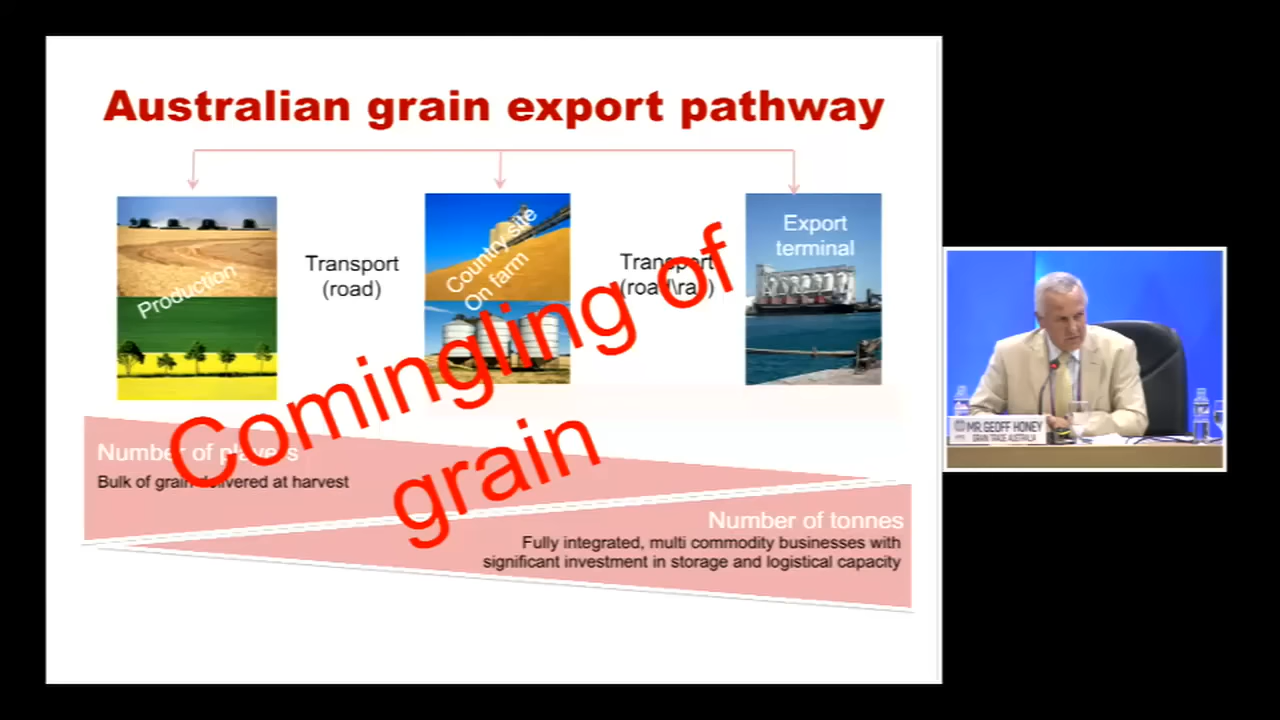 Australian grain export pathway
Production
Transport
(road)
Country site
On farm
Transport
(road\rail)
Export
terminal
Comingling of
grain
Number of players
Bulk of grain delivered at harvest
Number of tonnes
Fully integrated, multi commodity businesses with
significant investment in storage and logistical capacity
MR. GEOFF HONEY
GRAIN TRADE AUSTRALIA